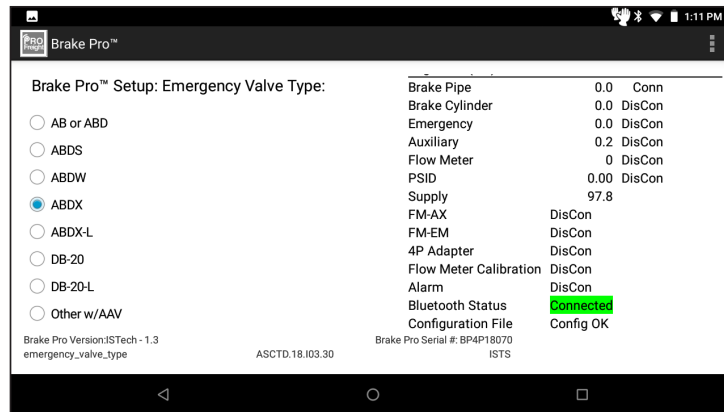 1:11 PM
PRO
Freight
Brake Pro™
Brake Pro™ Setup: Emergency Valve Type:
AB or ABD
ABDS
ABDW
ABDX
ABDX-L
DB-20
DB-20-L
Other w/AAV
Brake Pipe 0.0 Conn
Brake Cylinder 0.0 DisCon
Emergency 0.0 DisCon
Auxiliary 0.2 DisCon
Flow Meter 0 DisCon
PSID 0.00 DisCon
Supply 97.8
FM-AX DisCon
FM-EM DisCon
4P Adapter DisCon
Flow Meter Calibration DisCon
Alarm DisCon
Bluetooth Status Connected
Configuration File Config OK
Brake Pro Version:ISTech - 1.3 Brake Pro Serial #: BP4P18070
emergency_valve_type ASCTD.18.I03.30 ISTS